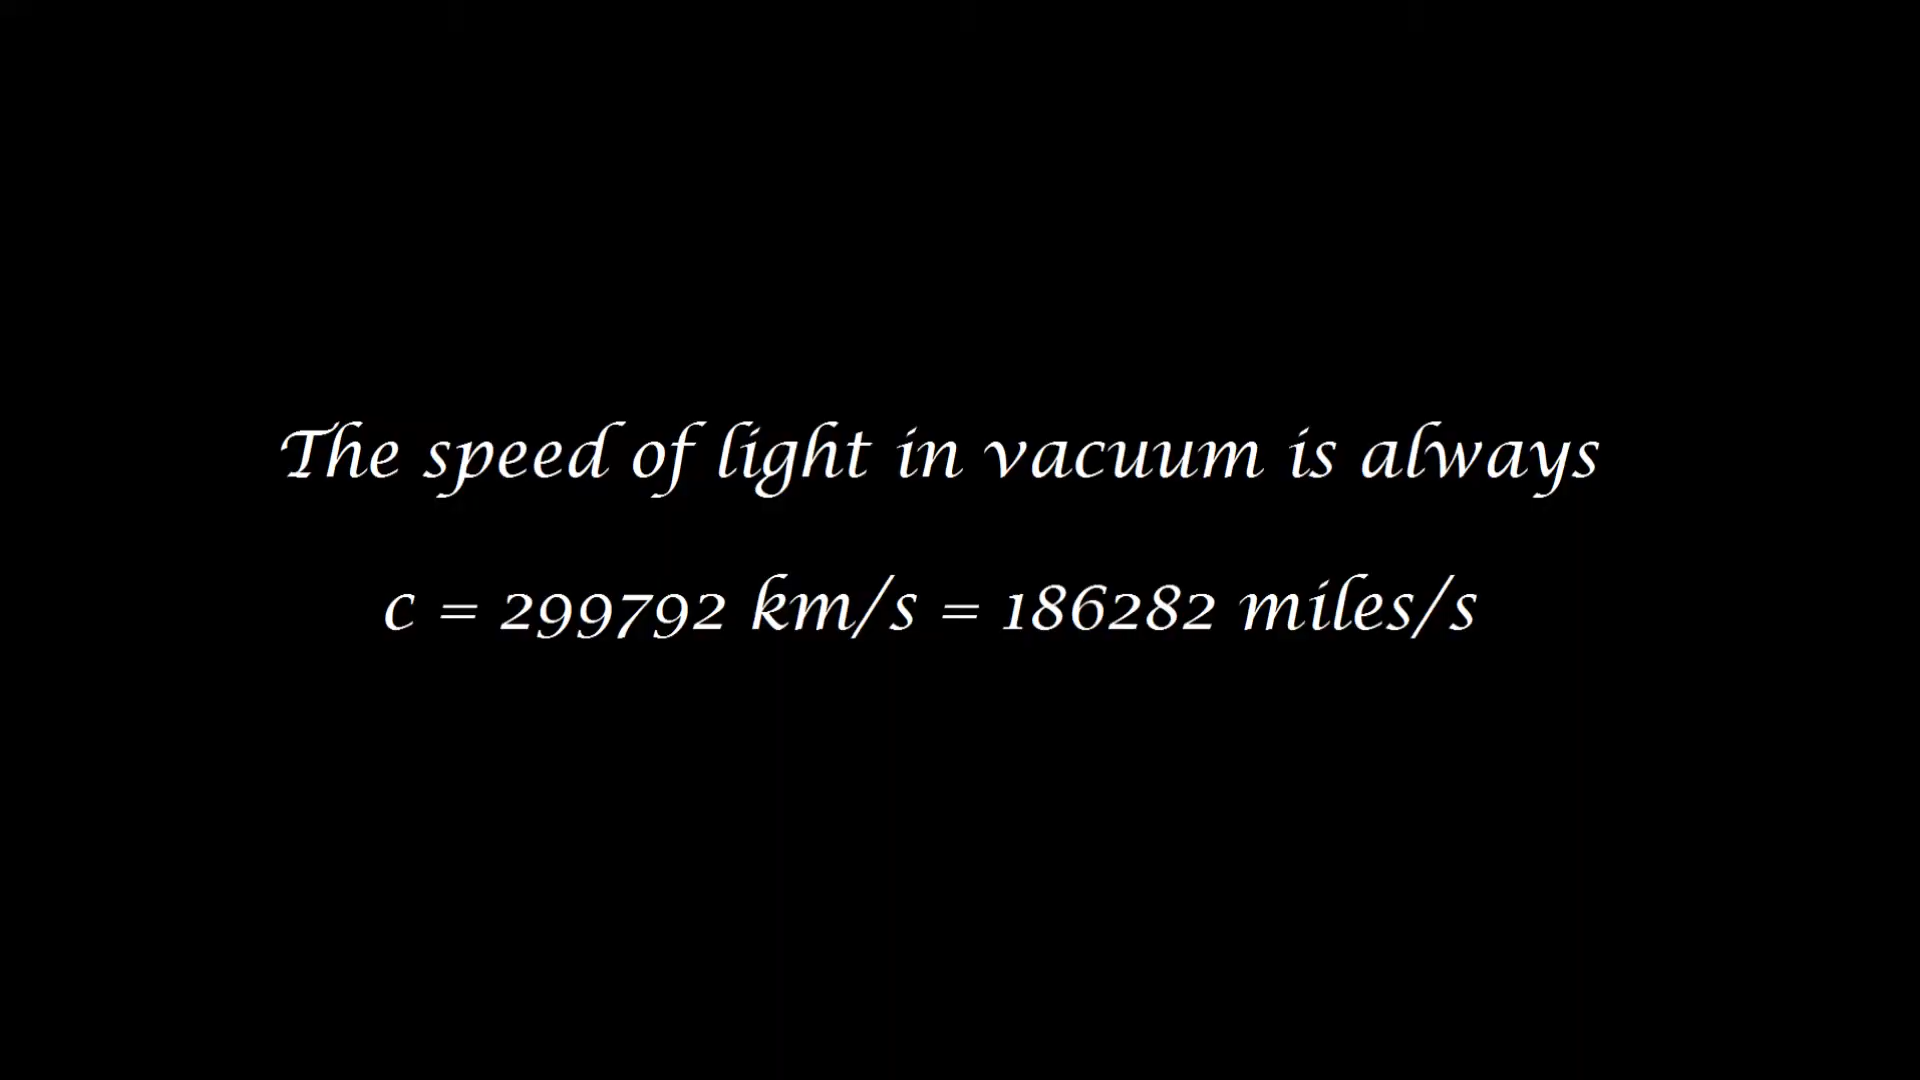 The speed of light in vacuum is always
c = 299792 km/s = 186282 miles/s